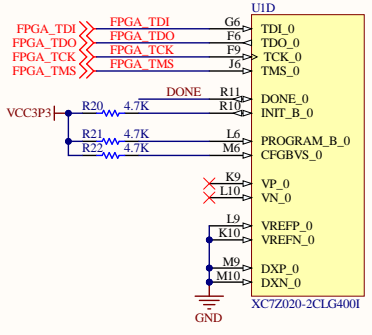 U1D
FPGA_TDI FPGA_TDI G6 TDI_0
FPGA_TDO FPGA_TDO F6 TDO_0
FPGA_TCK FPGA_TCK F9 TCK_0
FPGA_TMS FPGA_TMS J6 TMS_0
DONE R11 DONE_0
VCC3P3 R20 4.7K R10 INIT_B_0
R21 4.7K L6 PROGRAM_B_0
R22 4.7K M6 CFGBVS_0
K9 VP_0
L10 VN_0
L9 VREFP_0
K10 VREFN_0
M9 DXP_0
M10 DXN_0
GND XC7Z020-2CLG400I